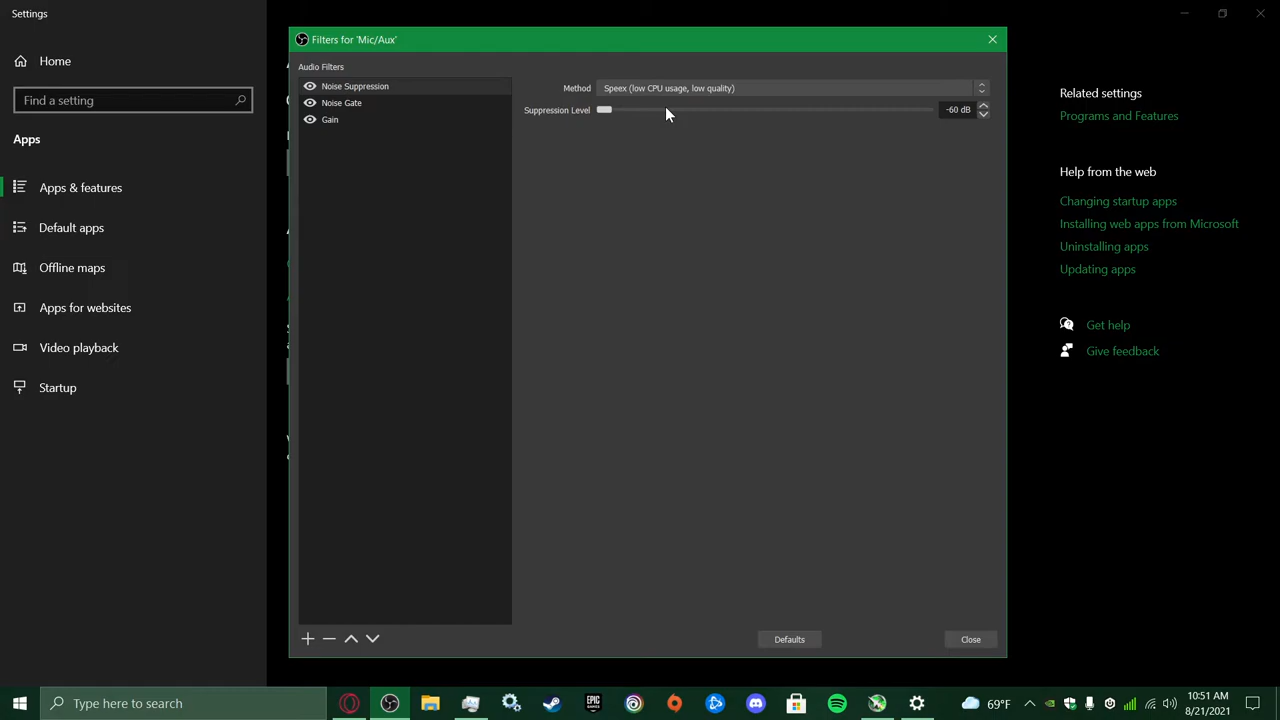 Settings
Home
Find a setting
Apps
Apps & features
Default apps
Offline maps
Apps for websites
Video playback
Startup
Filters for 'Mic/Aux'
Audio Filters
Noise Suppression
Noise Gate
Gain
Method
Speex (low CPU usage, low quality)
Suppression Level
-60 dB
Defaults
Close
Related settings
Programs and Features
Help from the web
Changing startup apps
Installing web apps from Microsoft
Uninstalling apps
Updating apps
Get help
Give feedback
Type here to search
EPIC
GAMES
69°F
10:51 AM
8/21/2021